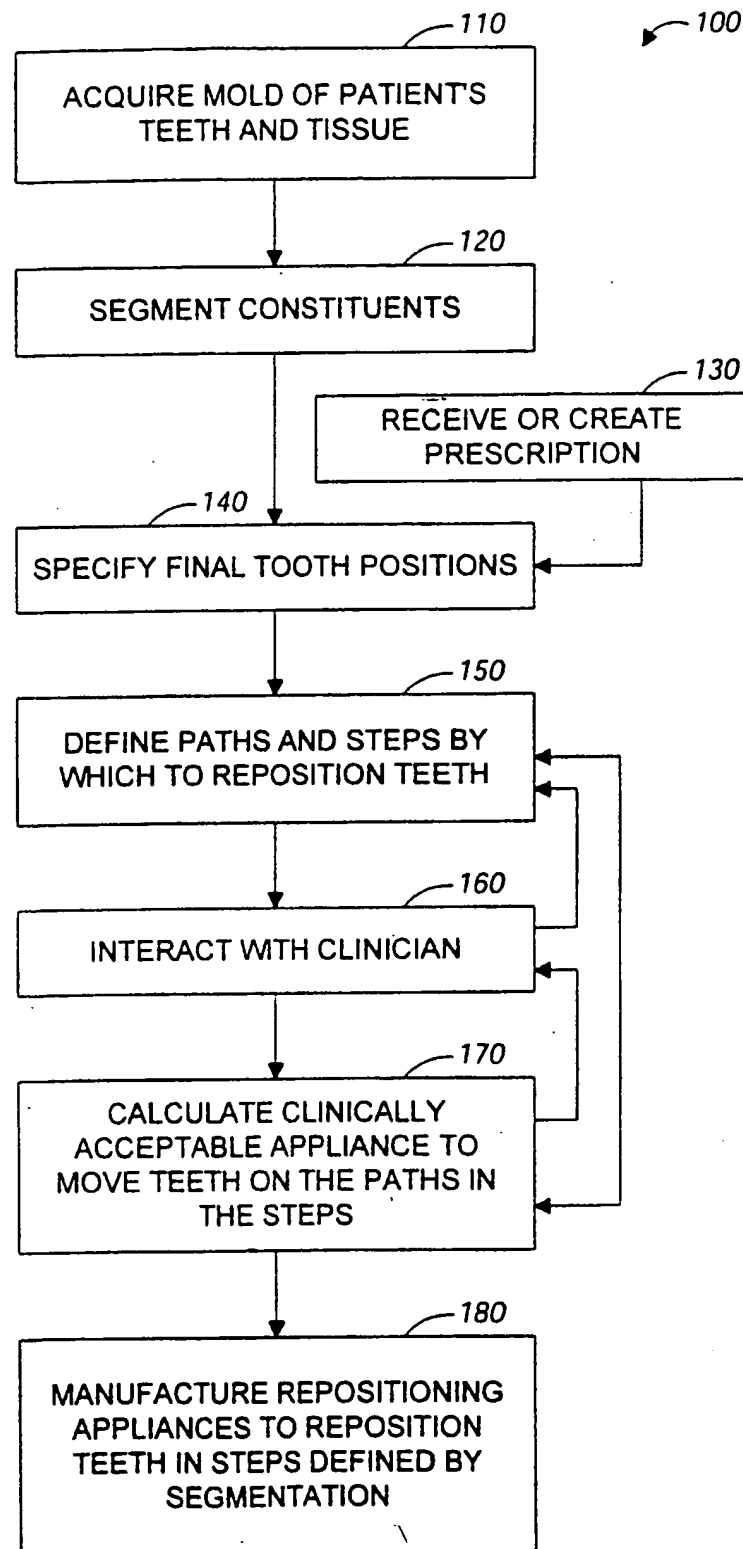 110
100
ACQUIRE MOLD OF PATIENT'S
TEETH AND TISSUE
120
SEGMENT CONSTITUENTS
130
RECEIVE OR CREATE
PRESCRIPTION
140
SPECIFY FINAL TOOTH POSITIONS
150
DEFINE PATHS AND STEPS BY
WHICH TO REPOSITION TEETH
160
INTERACT WITH CLINICIAN
170
CALCULATE CLINICALLY
ACCEPTABLE APPLIANCE TO
MOVE TEETH ON THE PATHS IN
THE STEPS
180
MANUFACTURE REPOSITIONING
APPLIANCES TO REPOSITION
TEETH IN STEPS DEFINED BY
SEGMENTATION